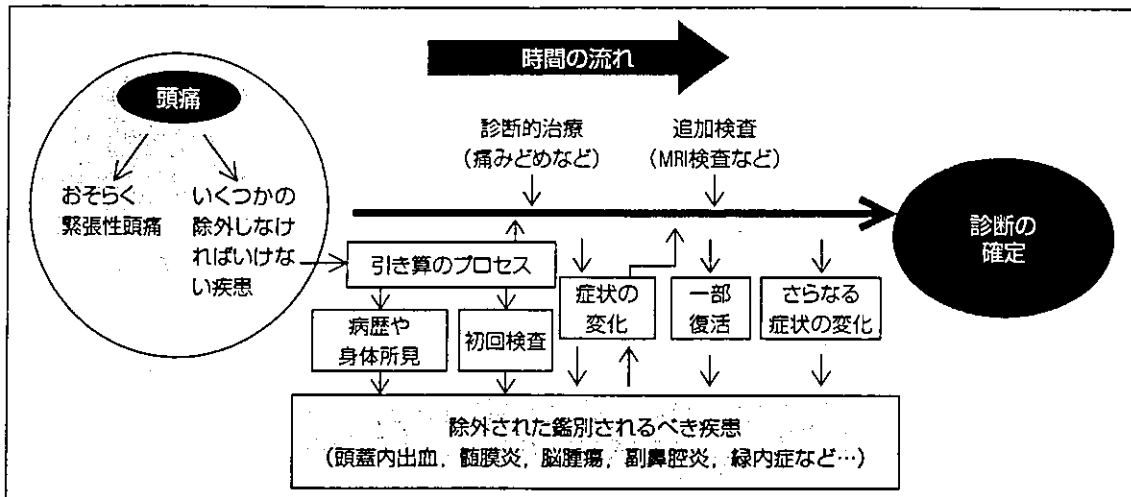 時間の流れ
頭痛
おそらく
緊張性頭痛
いくつかの
除外しなけ
ればいけな
い疾患
診断的治療
(痛みどめなど)
追加検査
(MRI検査など)
診断の
確定
引き算のプロセス
病歴や
身体所見
初回検査
症状の
変化
一部
復活
さらなる
症状の変化
除外された鑑別されるべき疾患
(頭蓋内出血,髄膜炎,脳腫瘍,副鼻腔炎,緑内症など…)